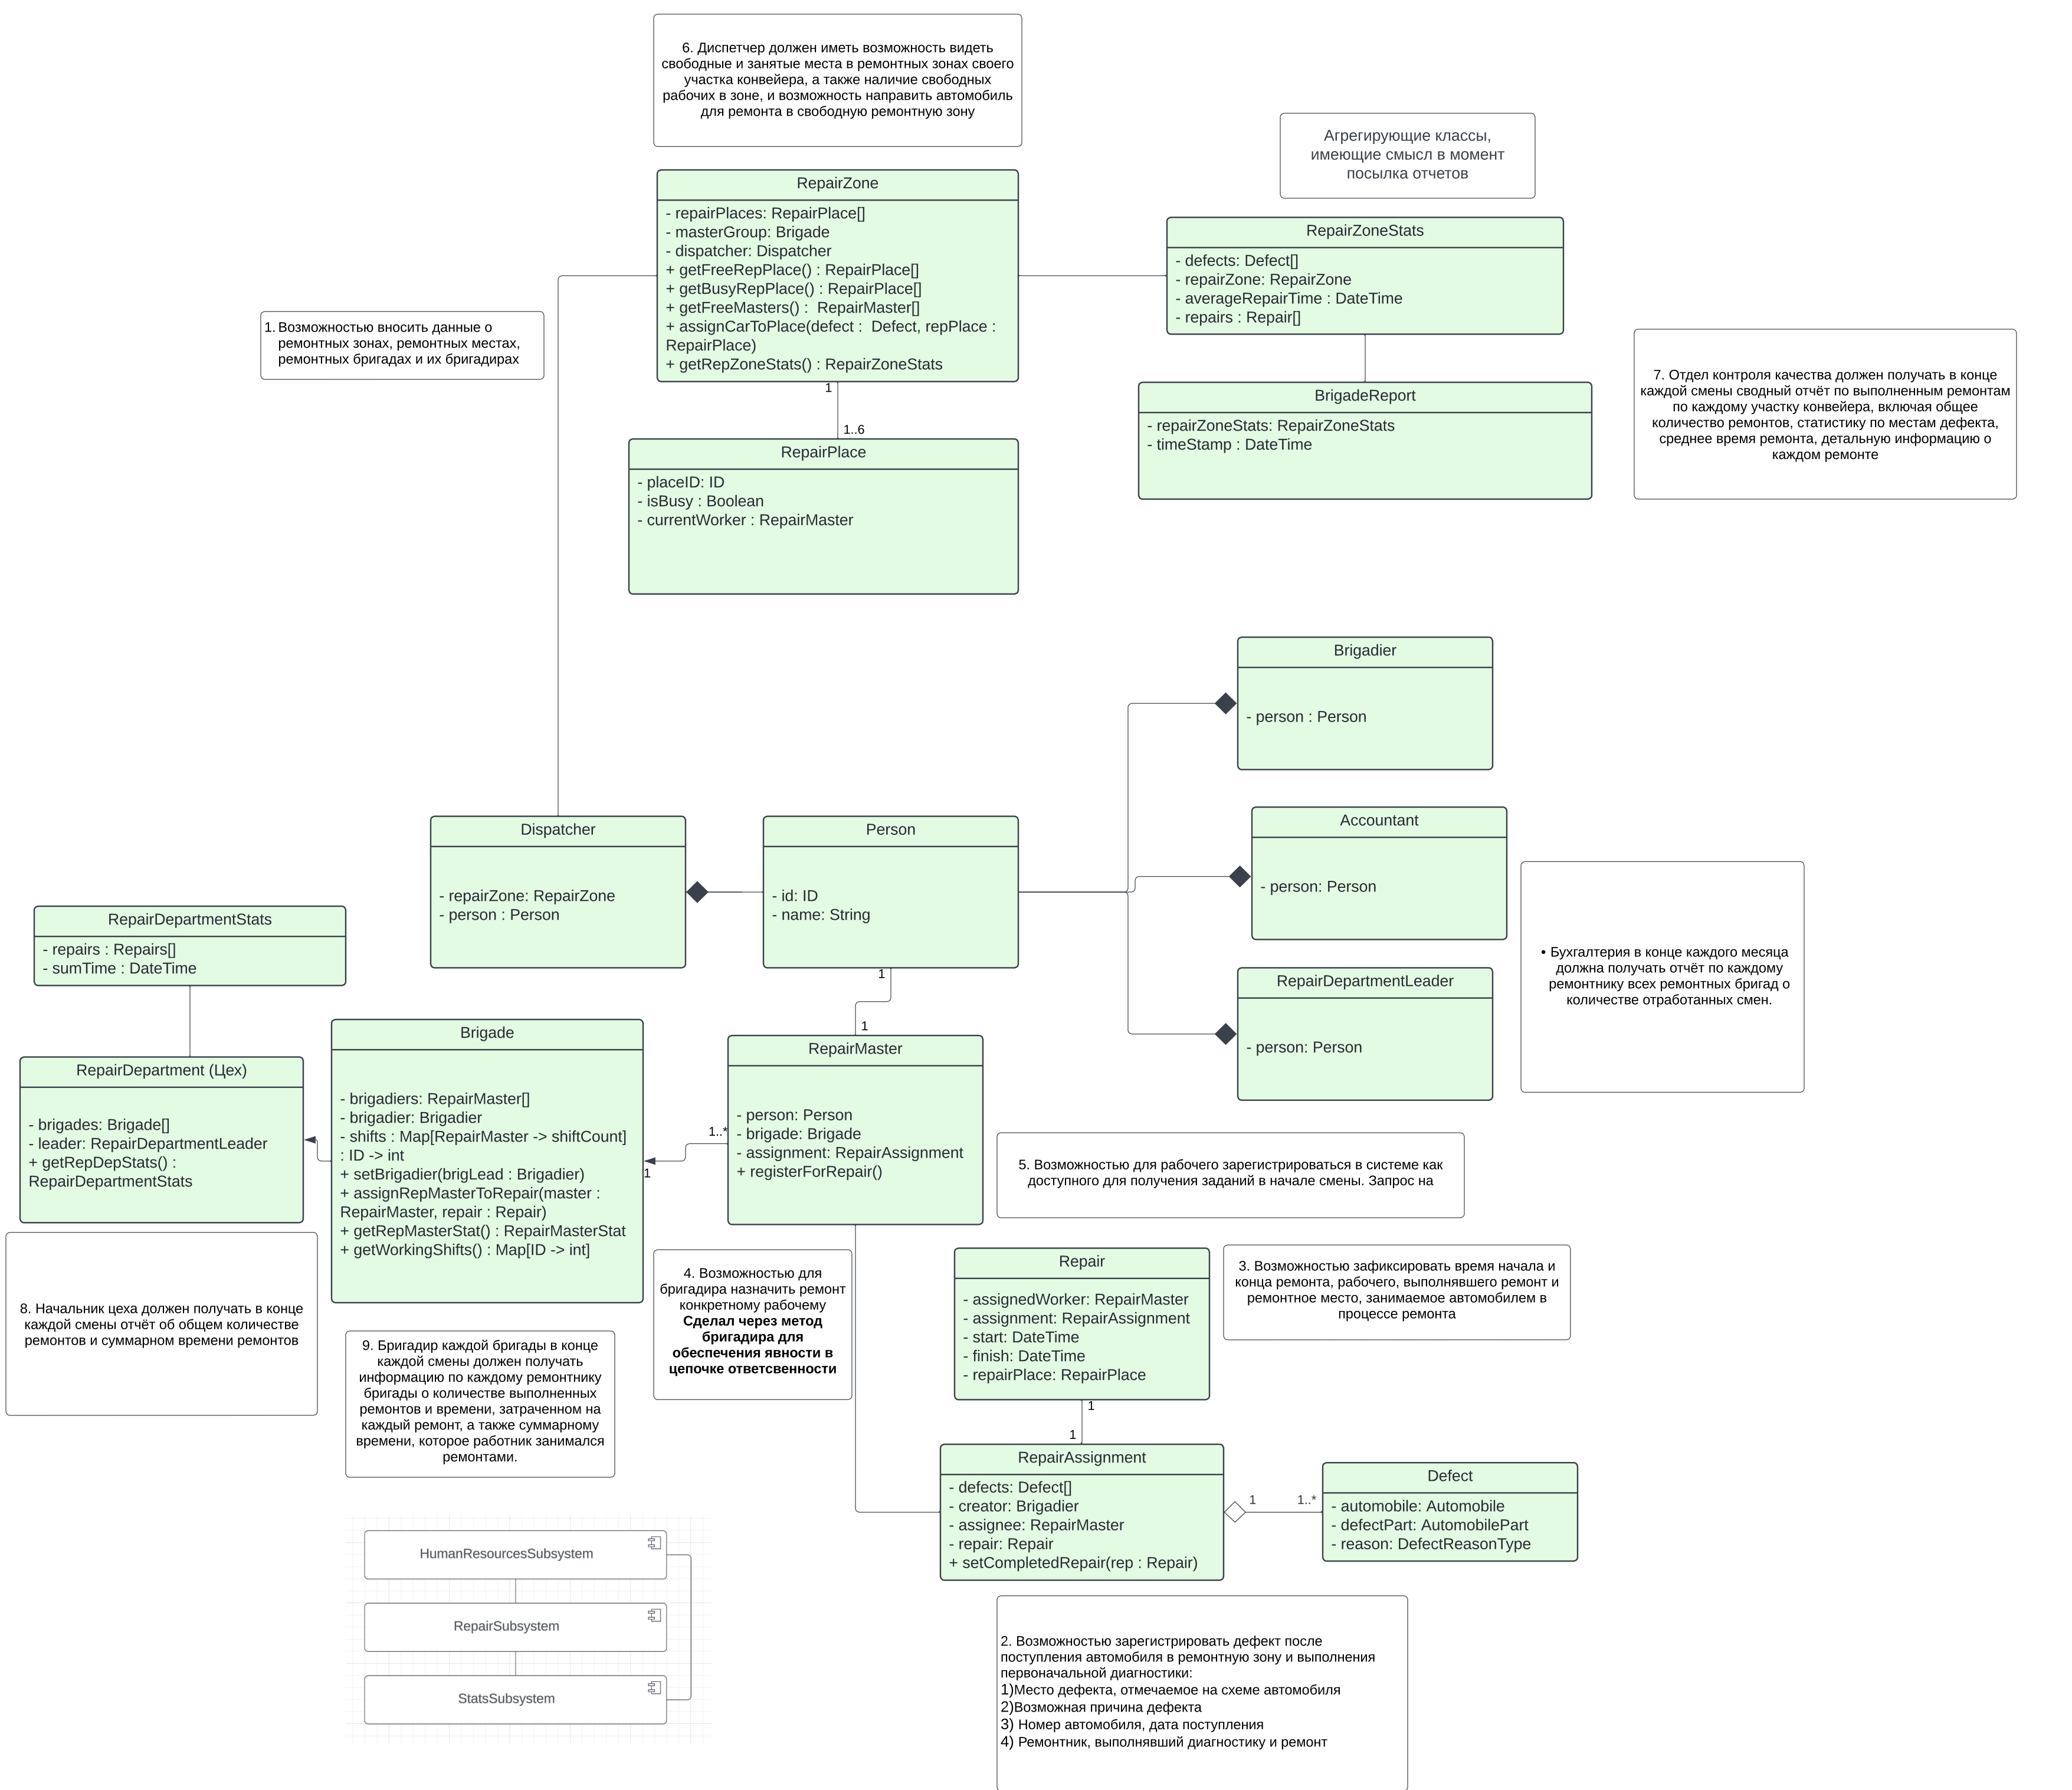 6. Диспетчер должен иметь возможность видеть
свободные и занятые места в ремонтных зонах своего
участка конвейера, а также наличие свободных
рабочих в зоне, и возможность направить автомобиль
для ремонта в свободную ремонтную зону
Агрегирующие классы,
имеющие смысл в момент
посылка отчетов
RepairZone
- repairPlaces: RepairPlace[]
- masterGroup: Brigade
- dispatcher: Dispatcher
+ getFreeRepPlace() : RepairPlace[]
+ getBusyRepPlace() : RepairPlace[]
+ getFreeMasters() :  RepairMaster[]
+ assignCarToPlace(defect :  Defect, repPlace :
RepairPlace)
+ getRepZoneStats() : RepairZoneStats
RepairZoneStats
- defects: Defect[]
- repairZone: RepairZone
- averageRepairTime : DateTime
- repairs : Repair[]
1. Возможностью вносить данные о
ремонтных зонах, ремонтных местах,
ремонтных бригадах и их бригадирах
BrigadeReport
- repairZoneStats: RepairZoneStats
- timeStamp : DateTime
7. Отдел контроля качества должен получать в конце
каждой смены сводный отчёт по выполненным ремонтам
по каждому участку конвейера, включая общее
количество ремонтов, статистику по местам дефекта,
среднее время ремонта, детальную информацию о
каждом ремонте
1
1..6
RepairPlace
- placeID: ID
- isBusy : Boolean
- currentWorker : RepairMaster
Brigadier
- person : Person
Dispatcher
- repairZone: RepairZone
- person : Person
Person
- id: ID
- name: String
Accountant
- person: Person
• Бухгалтерия в конце каждого месяца
должна получать отчёт по каждому
ремонтнику всех ремонтных бригад о
количестве отработанных смен.
RepairDepartmentLeader
- person: Person
RepairDepartmentStats
- repairs : Repairs[]
- sumTime : DateTime
1
1
RepairDepartment (Цех)
- brigades: Brigade[]
- leader: RepairDepartmentLeader
+ getRepDepStats() :
RepairDepartmentStats
Brigade
- brigadiers: RepairMaster[]
- brigadier: Brigadier
- shifts : Map[RepairMaster -> shiftCount]
: ID -> int
+ setBrigadier(brigLead : Brigadier)
+ assignRepMasterToRepair(master :
RepairMaster, repair : Repair)
+ getRepMasterStat() : RepairMasterStat
+ getWorkingShifts() : Map[ID -> int]
1..*
1
RepairMaster
- person: Person
- brigade: Brigade
- assignment: RepairAssignment
+ registerForRepair()
5. Возможностью для рабочего зарегистрироваться в системе как
доступного для получения заданий в начале смены. Запрос на
8. Начальник цеха должен получать в конце
каждой смены отчёт об общем количестве
ремонтов и суммарном времени ремонтов
9. Бригадир каждой бригады в конце
каждой смены должен получать
информацию по каждому ремонтнику
бригады о количестве выполненных
ремонтов и времени, затраченном на
каждый ремонт, а также суммарному
времени, которое работник занимался
ремонтами.
4. Возможностью для
бригадира назначить ремонт
конкретному рабочему
Сделал через метод
бригадира для
обеспечения явности в
цепочке ответсвенности
Repair
- assignedWorker: RepairMaster
- assignment: RepairAssignment
- start: DateTime
- finish: DateTime
- repairPlace: RepairPlace
3. Возможностью зафиксировать время начала и
конца ремонта, рабочего, выполнявшего ремонт и
ремонтное место, занимаемое автомобилем в
процессе ремонта
1
1
RepairAssignment
- defects: Defect[]
- creator: Brigadier
- assignee: RepairMaster
- repair: Repair
+ setCompletedRepair(rep : Repair)
1
1..*
Defect
- automobile: Automobile
- defectPart: AutomobilePart
- reason: DefectReasonType
HumanResourcesSubsystem
RepairSubsystem
StatsSubsystem
2. Возможностью зарегистрировать дефект после
поступления автомобиля в ремонтную зону и выполнения
первоначальной диагностики:
1)Место дефекта, отмечаемое на схеме автомобиля
2)Возможная причина дефекта
3) Номер автомобиля, дата поступления
4) Ремонтник, выполнявший диагностику и ремонт